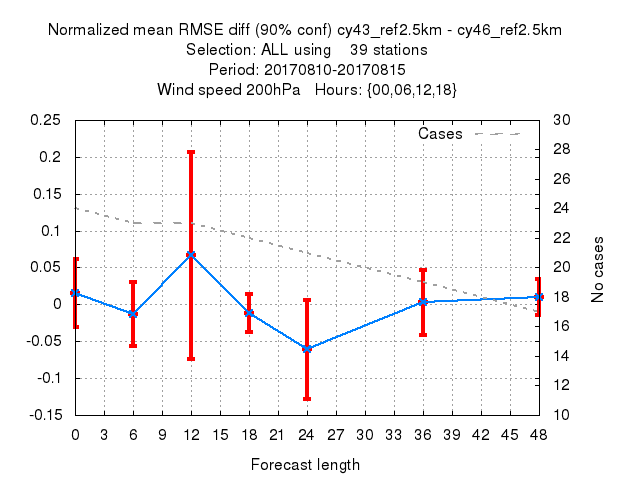 Normalized mean RMSE diff (90% conf) cy43_ref2.5km - cy46_ref2.5km
Selection: ALL using 39 stations
Period: 20170810-20170815
Wind speed 200hPa Hours: {00,06,12,18}
Cases
0.25
0.2
0.15
0.1
0.05
0
-0.05
-0.1
-0.15
30
28
26
24
22
20
18
16
14
12
10
No cases
0 3 6 9 12 15 18 21 24 27 30 33 36 39 42 45 48
Forecast length